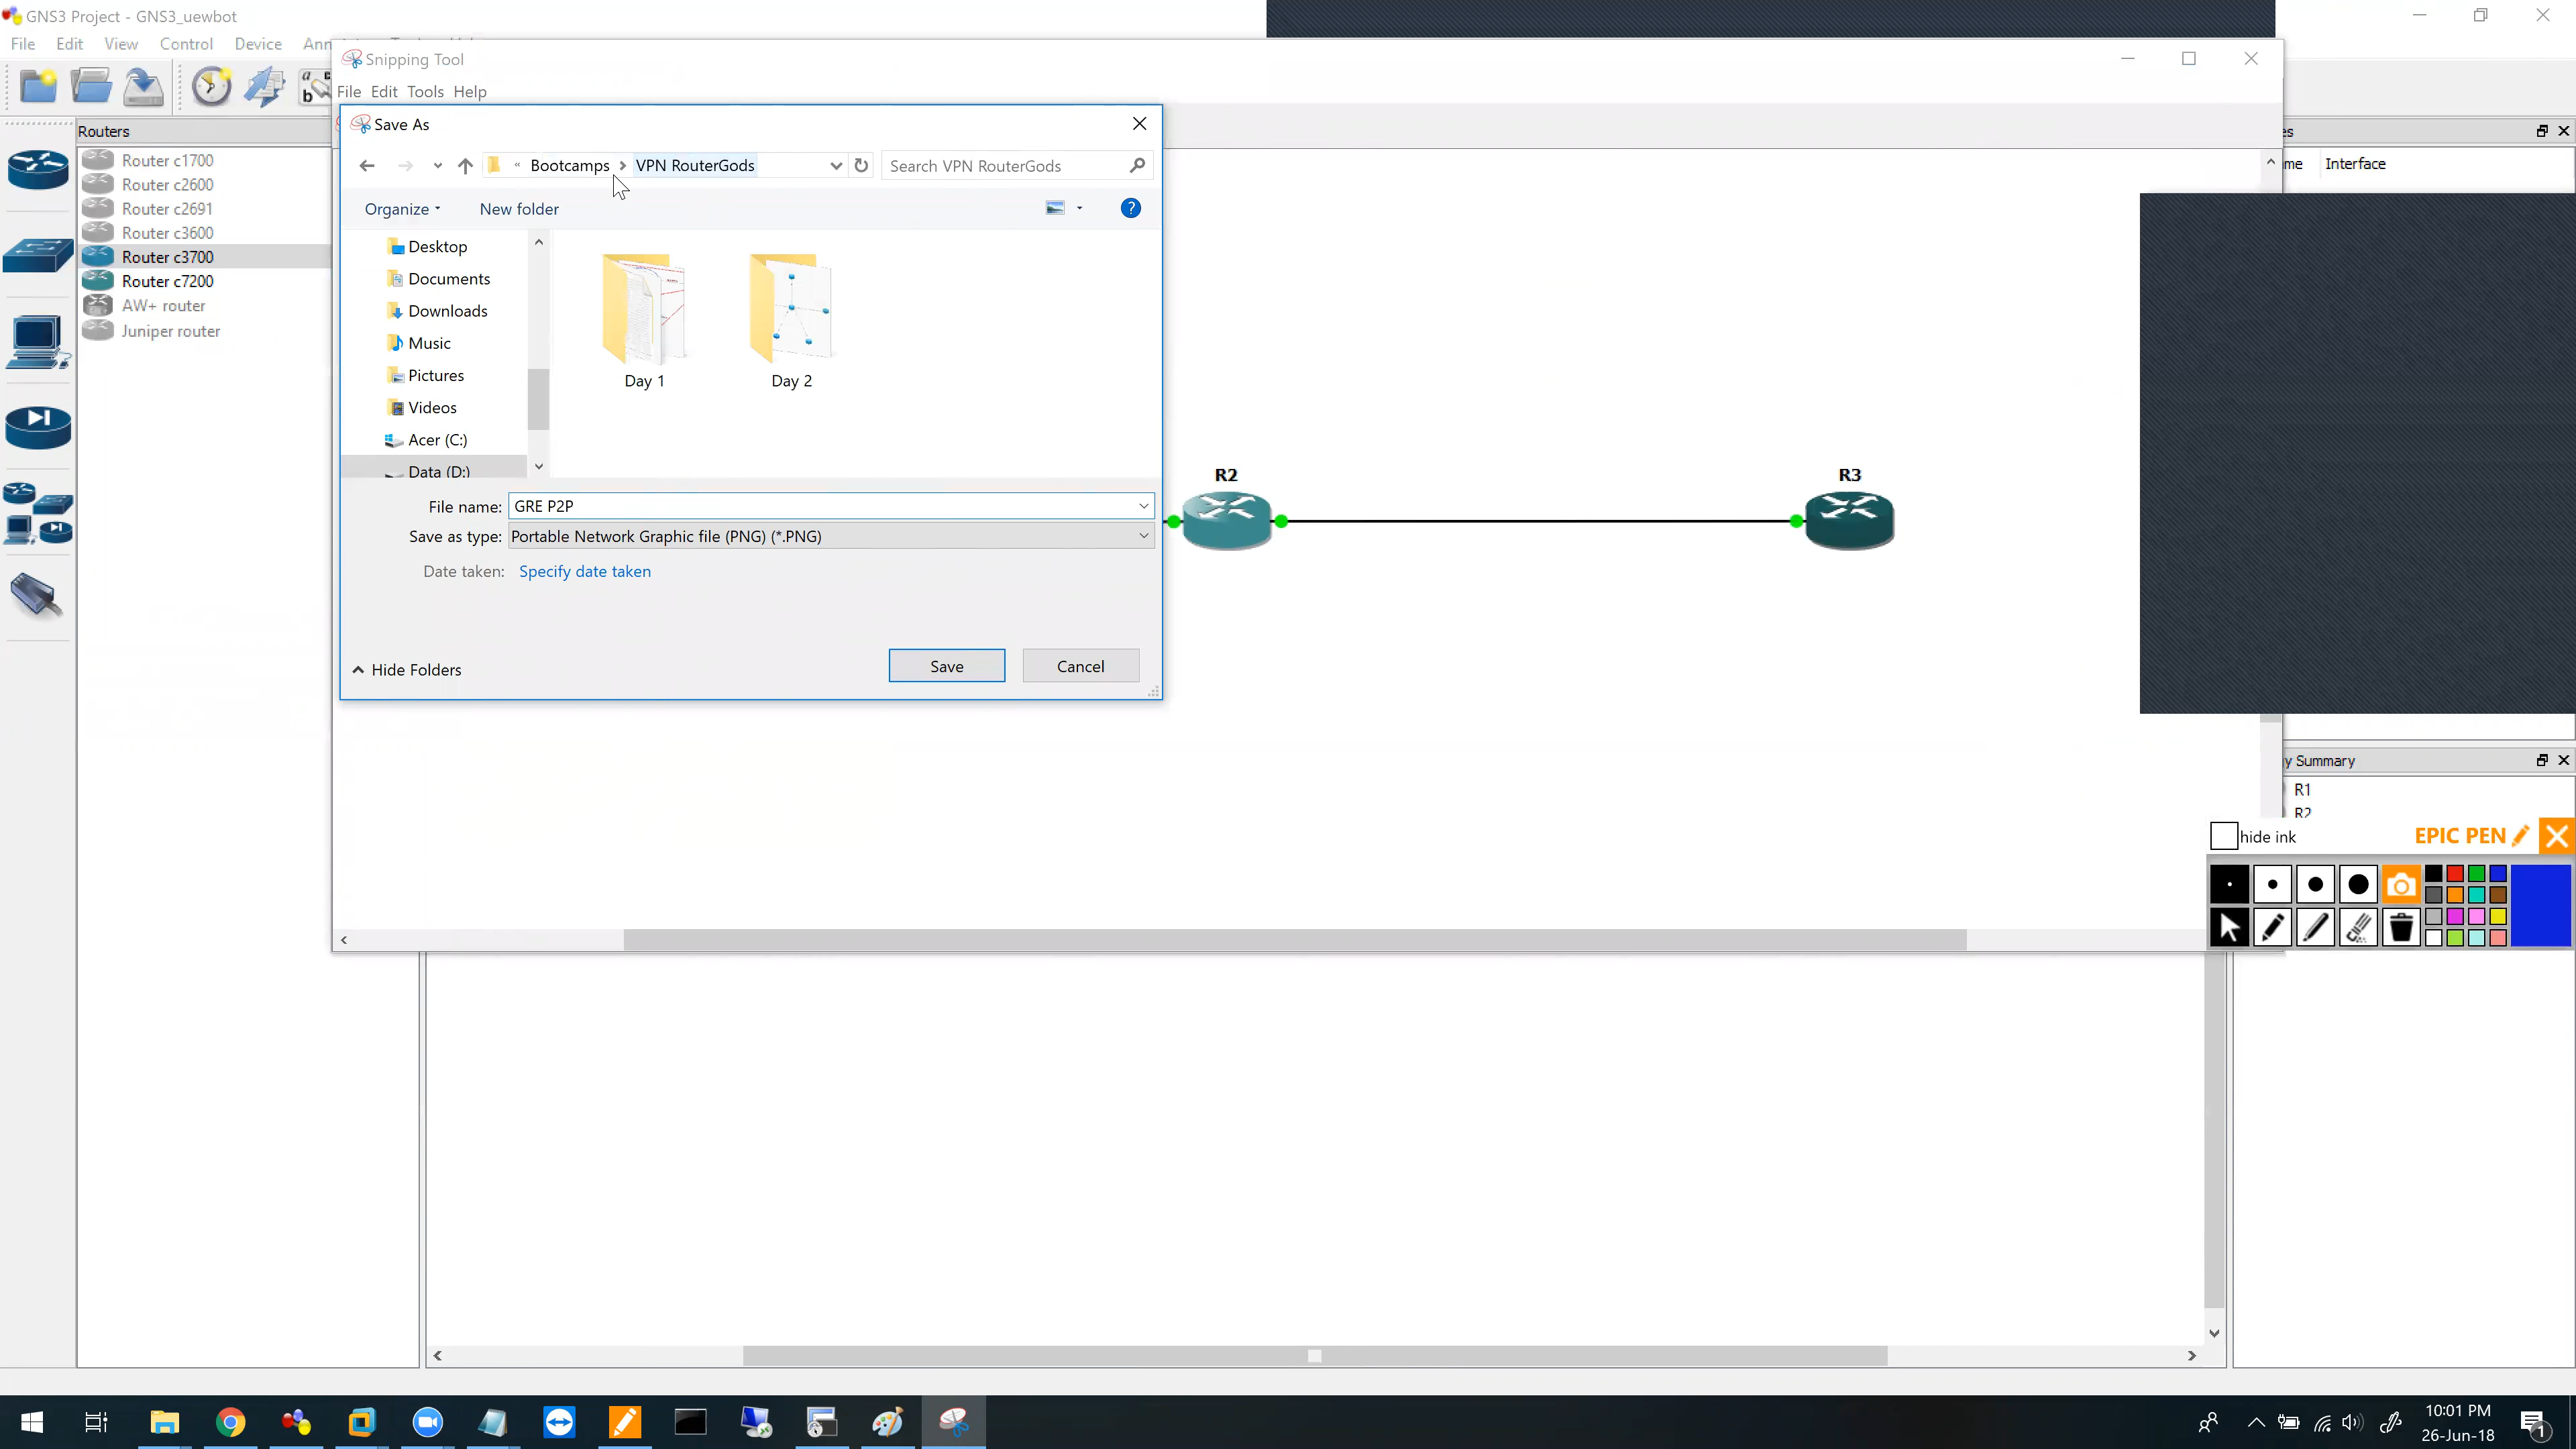 GNS3 Project - GNS3_uewbot
File Edit View Control Device
Snipping Tool
File Edit Tools Help
Routers
Router c1700
Router c2600
Router c2691
Router c3600
Router c3700
Router c7200
AW+ router
Juniper router
Save As
« Bootcamps > VPN RouterGods
Search VPN RouterGods
Organize
New folder
Desktop
Documents
Downloads
Music
Pictures
Videos
Acer (C:)
Data (D:)
Day 1
Day 2
File name: GRE P2P
Save as type: Portable Network Graphic file (PNG) (*.PNG)
Date taken: Specify date taken
Hide Folders
Save
Cancel
R2
R3
Interface
y Summary
R1
R2
hide ink
EPIC PEN
10:01 PM
26-Jun-18
1